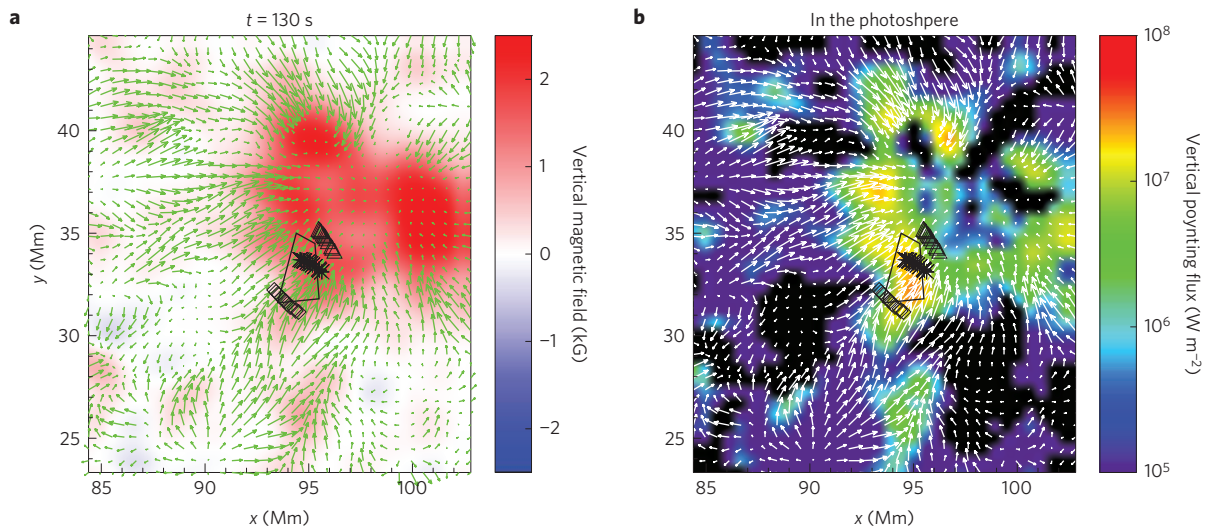 a
t = 130 s
40
35
30
25
y (Mm)
85 90 95 100
x (Mm)
2
1
0
−1
−2
Vertical magnetic field (kG)
b
In the photoshpere
40
35
30
25
85 90 95 100
x (Mm)
10⁸
10⁷
10⁶
10⁵
Vertical poynting flux (W m⁻²)